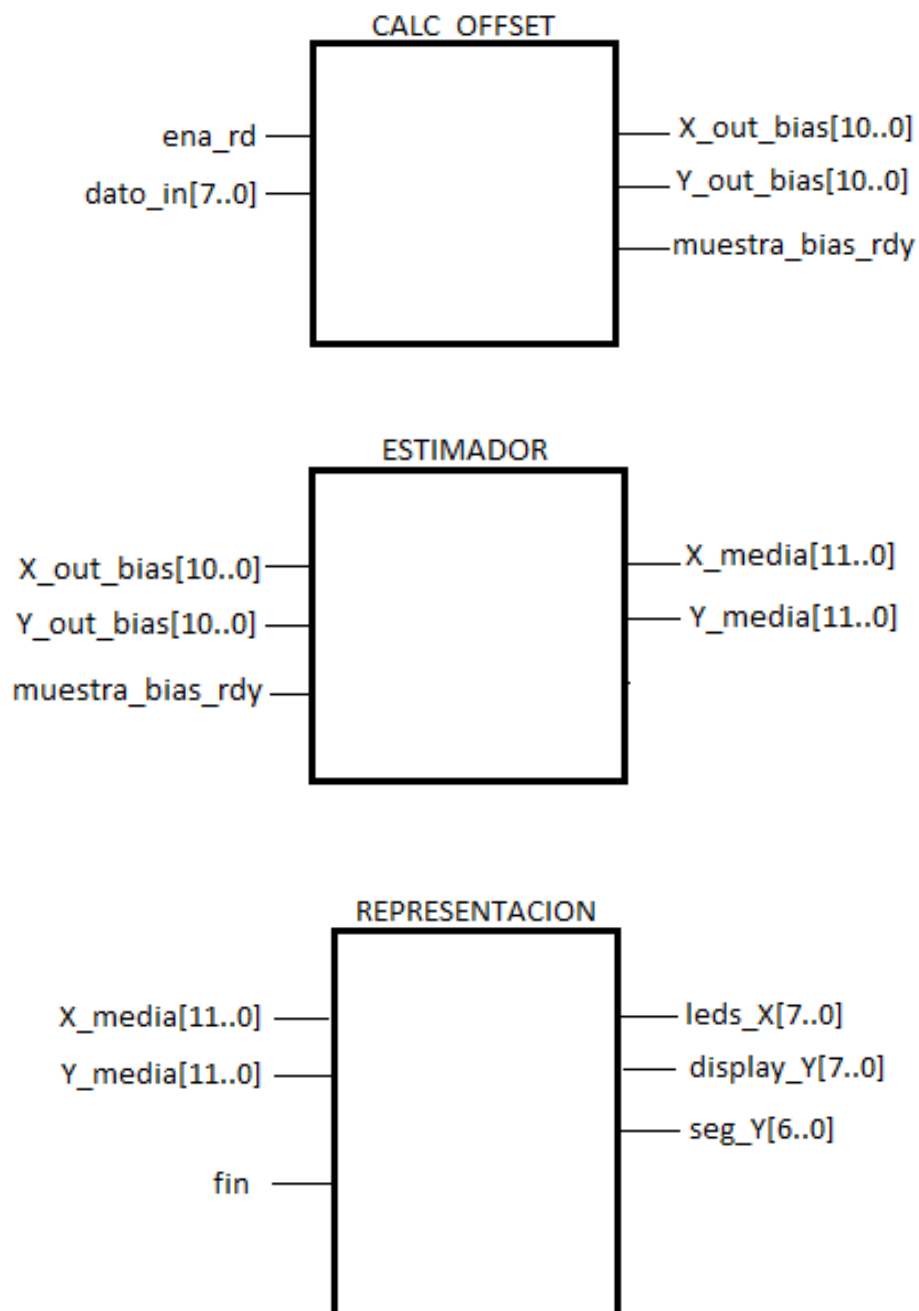 CALC OFFSET
ena_rd
dato_in[7..0]
X_out_bias[10..0]
Y_out_bias[10..0]
muestra_bias_rdy
ESTIMADOR
X_out_bias[10..0]
Y_out_bias[10..0]
muestra_bias_rdy
X_media[11..0]
Y_media[11..0]
REPRESENTACION
X_media[11..0]
Y_media[11..0]
fin
leds_X[7..0]
display_Y[7..0]
seg_Y[6..0]